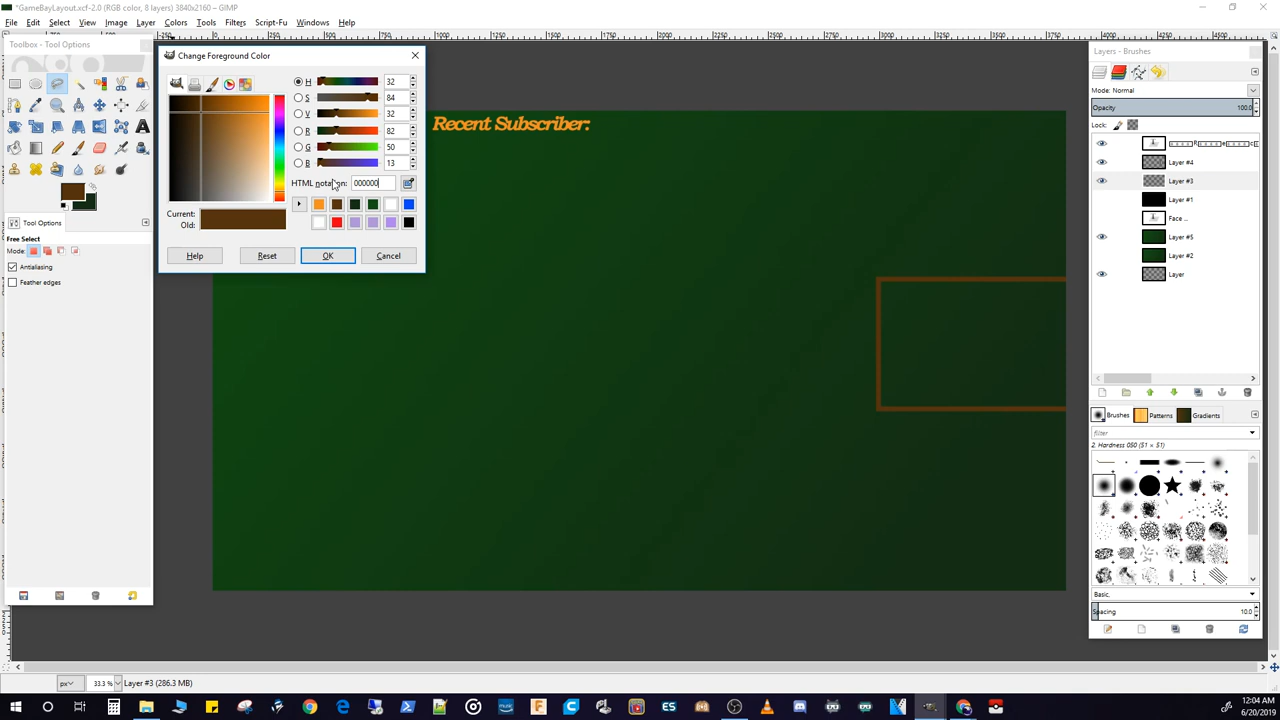 *GameBayLayout.xcf-2.0 (RGB color, 8 layers) 3840x2160 – GIMP
File Edit Select View Image Layer Colors Tools Filters Script-Fu Windows Help
Toolbox - Tool Options
Change Foreground Color
H 32
S 84
V 32
R 82
G 50
B 13
HTML notation: 000000
Current:
Old:
Help Reset OK Cancel
Tool Options
Free Select
Mode:
Antialiasing
Feather edges
Recent Subscriber:
Layers - Brushes
Mode: Normal
Opacity 100.0
Lock:
Layer #4
Layer #3
Layer #1
Face ...
Layer #5
Layer #2
Layer
Brushes Patterns Gradients
filter
2. Hardness 050 (51 × 51)
Basic,
Spacing 10.0
px 33.3 % Layer #3 (286.3 MB)
12:04 AM
6/20/2019